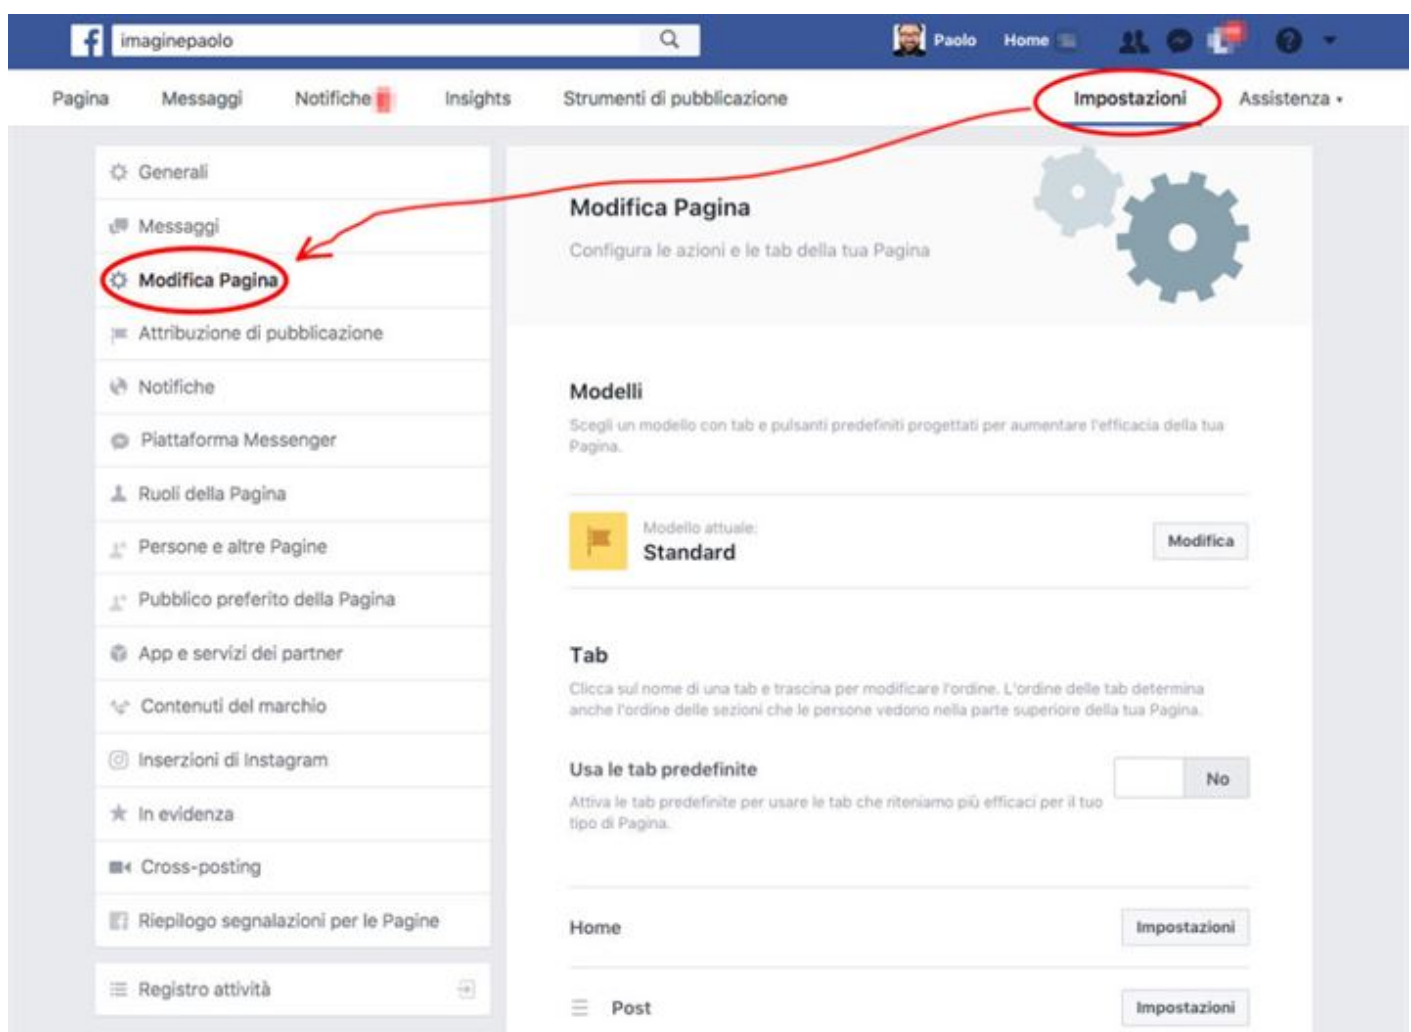 imaginepaolo
Paolo Home
Pagina Messaggi Notifiche Insights Strumenti di pubblicazione Impostazioni Assistenza
Generali
Messaggi
Modifica Pagina
Attribuzione di pubblicazione
Notifiche
Piattaforma Messenger
Ruoli della Pagina
Persone e altre Pagine
Pubblico preferito della Pagina
App e servizi dei partner
Contenuti del marchio
Inserzioni di Instagram
In evidenza
Cross-posting
Riepilogo segnalazioni per le Pagine
Registro attività
Modifica Pagina
Configura le azioni e le tab della tua Pagina
Modelli
Scegli un modello con tab e pulsanti predefiniti progettati per aumentare l'efficacia della tua
Pagina.
Modello attuale:
Standard
Modifica
Tab
Clicca sul nome di una tab e trascina per modificare l'ordine. L'ordine delle tab determina
anche l'ordine delle sezioni che le persone vedono nella parte superiore della tua Pagina.
Usa le tab predefinite
No
Attiva le tab predefinite per usare le tab che riteniamo più efficaci per il tuo
tipo di Pagina.
Home Impostazioni
Post Impostazioni